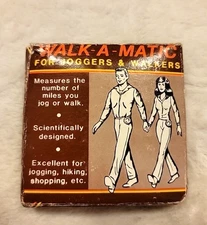 WALK-A-MATIC
FOR JOGGERS & WALKERS
Measures the
number of
miles you
jog or walk.
• Scientifically
designed.
• Excellent for
jogging, hiking,
shopping, etc.